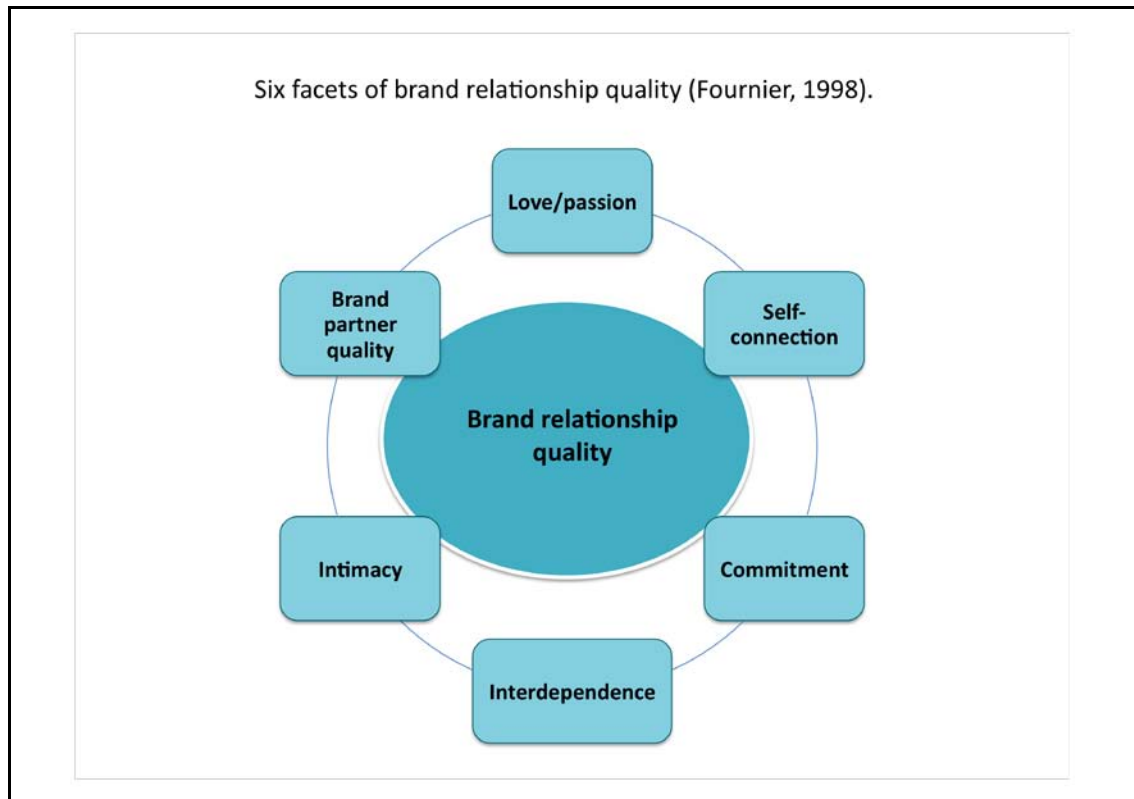 Six facets of brand relationship quality (Fournier, 1998).
Love/passion
Brand
partner
quality
Self-
connection
Brand relationship
quality
Intimacy
Commitment
Interdependence